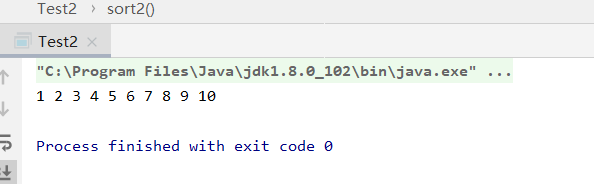 Test2 › sort2()
Test2 ×
"C:\Program Files\Java\jdk1.8.0_102\bin\java.exe" ...
1 2 3 4 5 6 7 8 9 10
Process finished with exit code 0